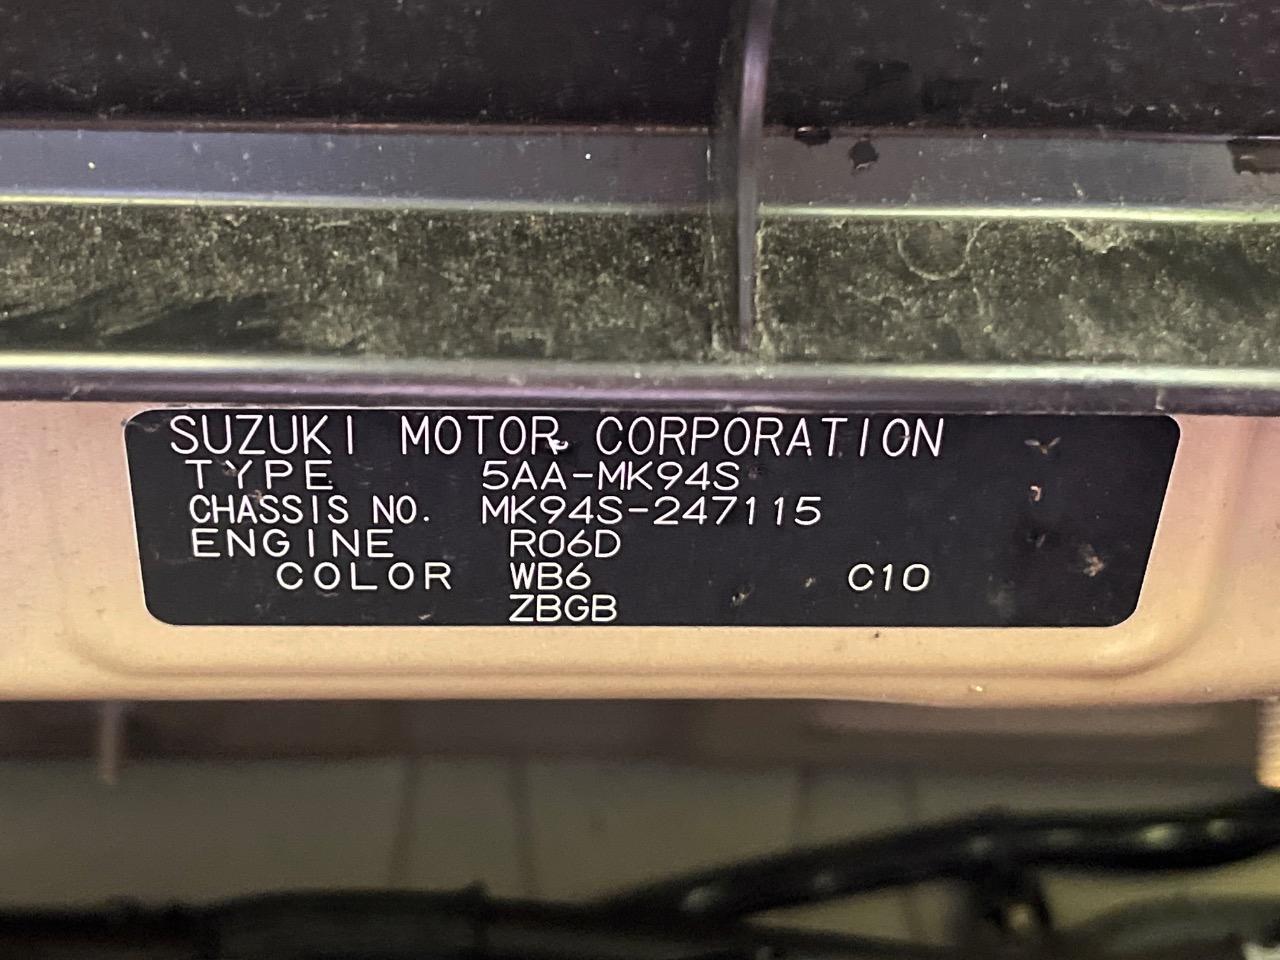 SUZUKI MOTOR CORPORATION
TYPE 5AA-MK94S
CHASSIS NO. MK94S-247115
ENGINE R06D
COLOR WB6 C10
ZBGB